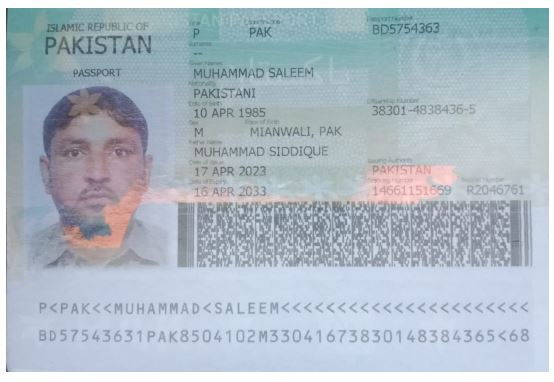 ISLAMIC REPUBLIC OF
PAKISTAN
PASSPORT
Type Country Code Passport Number
P PAK BD5754363
Surname
--
Given Names
MUHAMMAD SALEEM
Nationality
PAKISTANI
Date of Birth Citizenship Number
10 APR 1985 38301-4838436-5
Sex Place of Birth
M MIANWALI, PAK
Father Name
MUHAMMAD SIDDIQUE
Date of Issue Issuing Authority
17 APR 2023 PAKISTAN
Date of Expiry Tracking Number Booklet Number
16 APR 2033 14661151659 R2046761
P<PAK<<MUHAMMAD<SALEEM<<<<<<<<<<<<<<<<<<<<<<
BD57543631PAK8504102M33041673830148384365<68